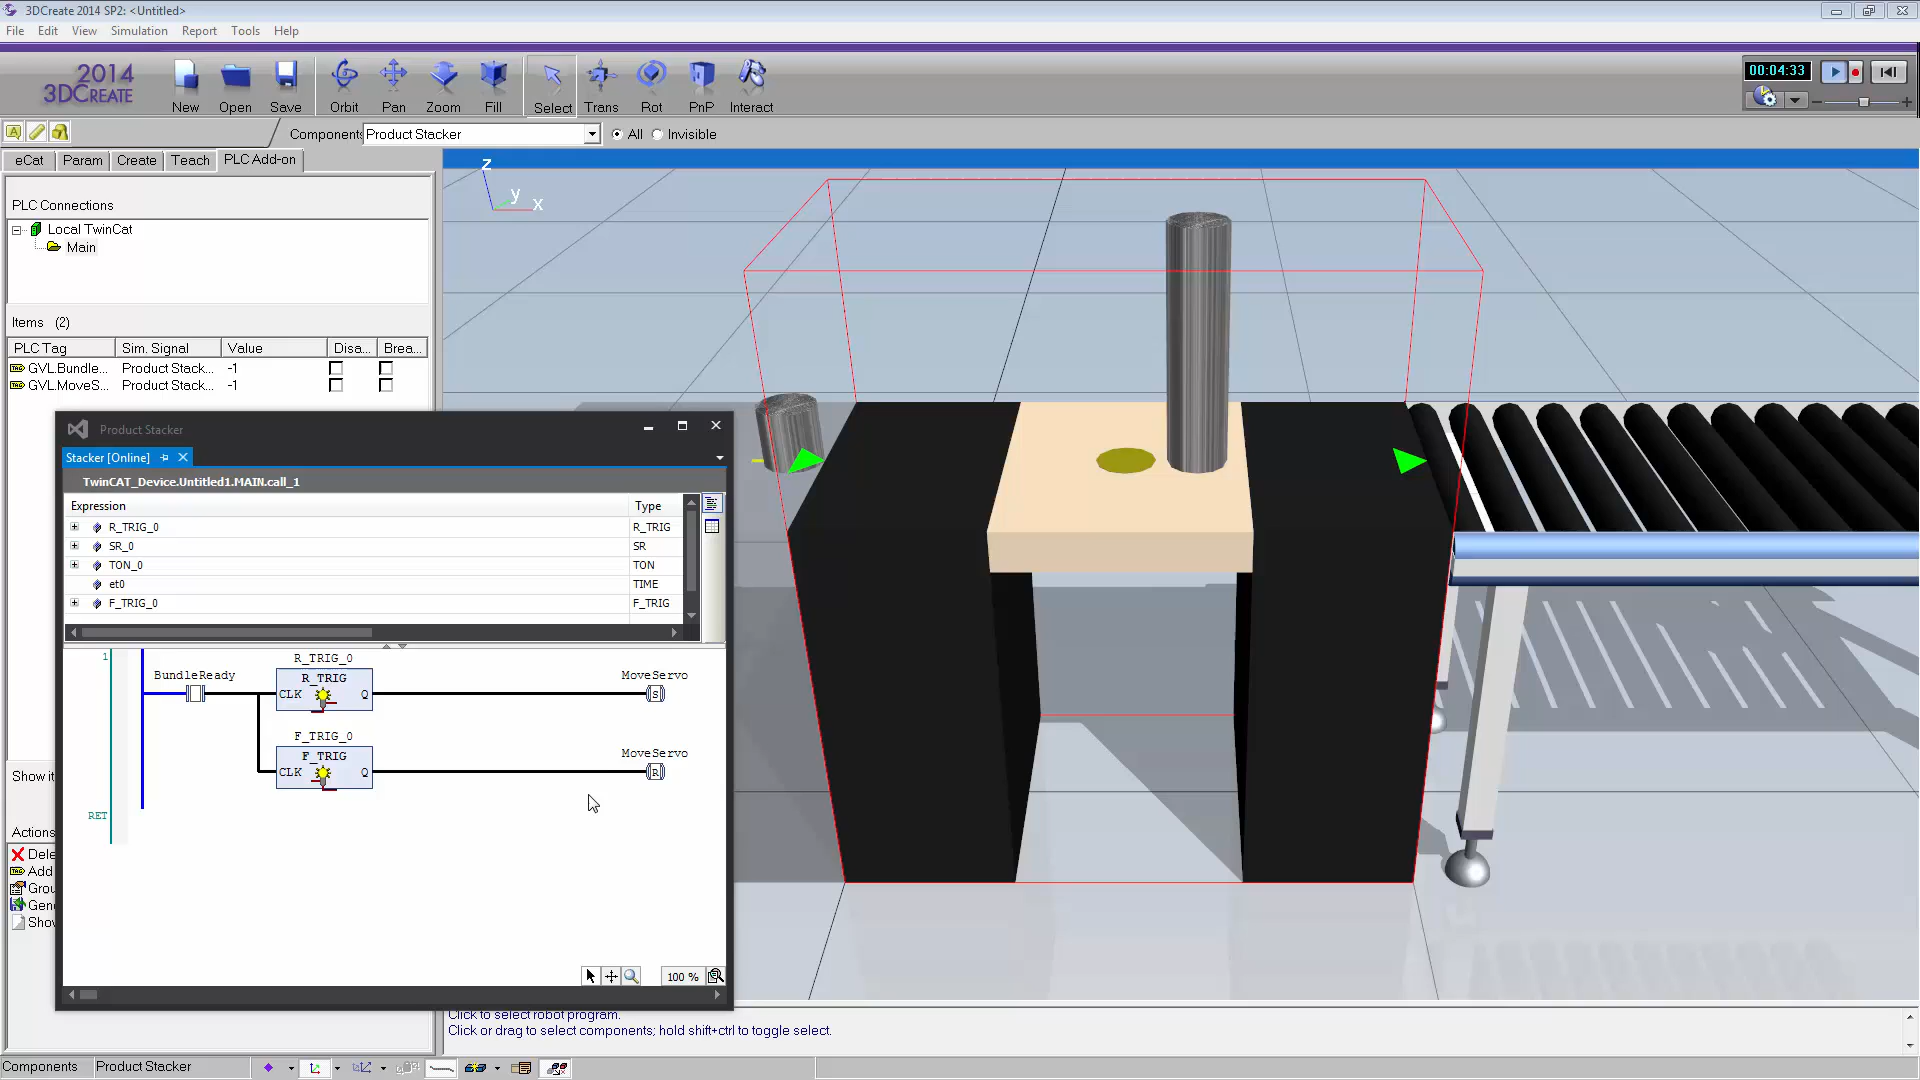 3DCreate 2014 SP2: <Untitled>
File Edit View Simulation Report Tools Help
2014
3DCREATE
New Open Save Orbit Pan Zoom Fill Select Trans Rot PnP Interact
00:04:33
Component: Product Stacker All Invisible
eCat Param Create Teach PLC Add-on
PLC Connections
Local TwinCat
Main
Items (2)
PLC Tag Sim. Signal Value Disa... Brea...
GVL.Bundle... Product Stack... -1
GVL.MoveS... Product Stack... -1
Show it
Actions
Dele
Add
Grou
Gen
Sho
z
y
x
Product Stacker
Stacker [Online]
TwinCAT_Device.Untitled1.MAIN.call_1
Expression Type
R_TRIG_0 R_TRIG
SR_0 SR
TON_0 TON
et0 TIME
F_TRIG_0 F_TRIG
1
R_TRIG_0
BundleReady R_TRIG MoveServo
CLK Q S
F_TRIG_0
F_TRIG MoveServo
CLK Q R
RET
100 %
Click to select robot program.
Click or drag to select components; hold shift+ctrl to toggle select.
Components Product Stacker